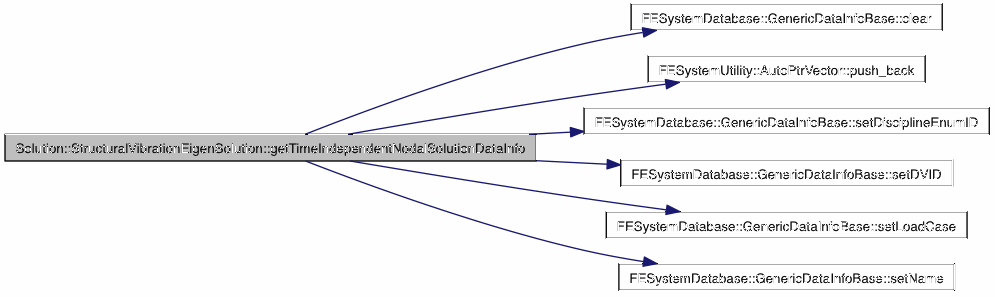 FESystemDatabase::GenericDataInfoBase::clear
FESystemUtility::AutoPtrVector::push_back
FESystemDatabase::GenericDataInfoBase::setDisciplineEnumID
Solution::StructuralVibrationEigenSolution::getTimeIndependentNodalSolutionDataInfo
FESystemDatabase::GenericDataInfoBase::setDVID
FESystemDatabase::GenericDataInfoBase::setLoadCase
FESystemDatabase::GenericDataInfoBase::setName